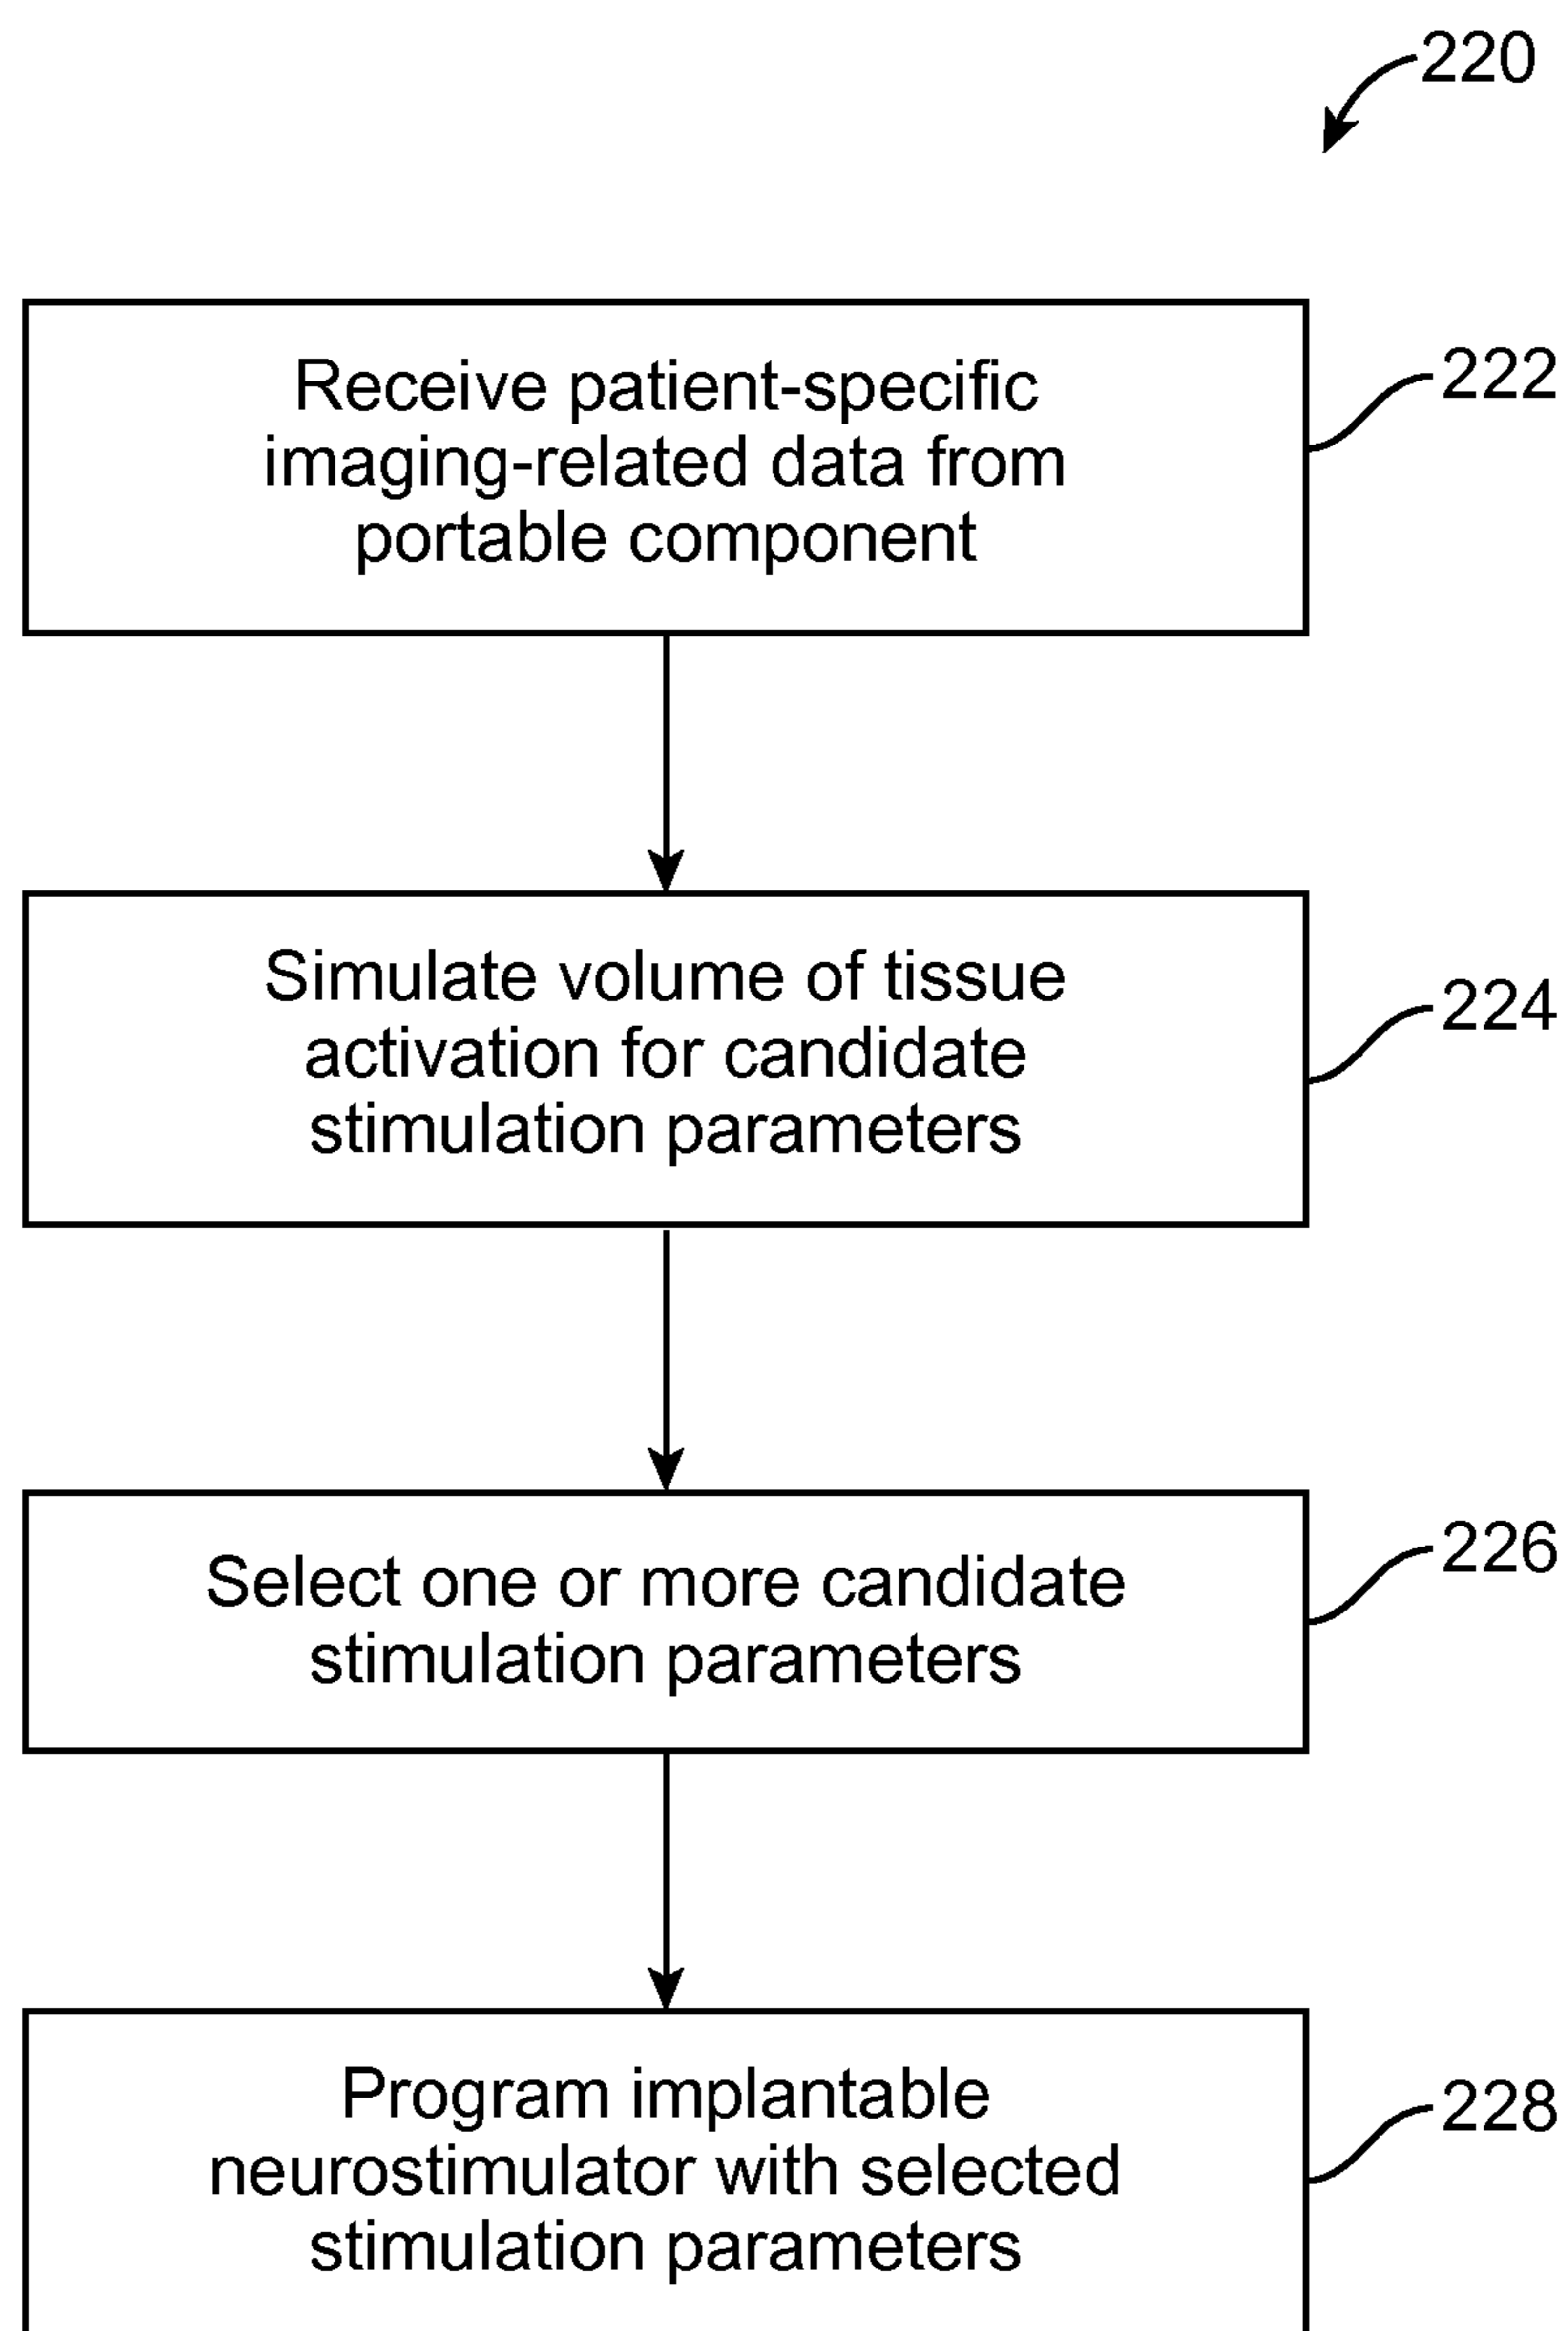 220
Receive patient-specific
imaging-related data from
portable component
222
Simulate volume of tissue
activation for candidate
stimulation parameters
224
Select one or more candidate
stimulation parameters
226
Program implantable
neurostimulator with selected
stimulation parameters
228